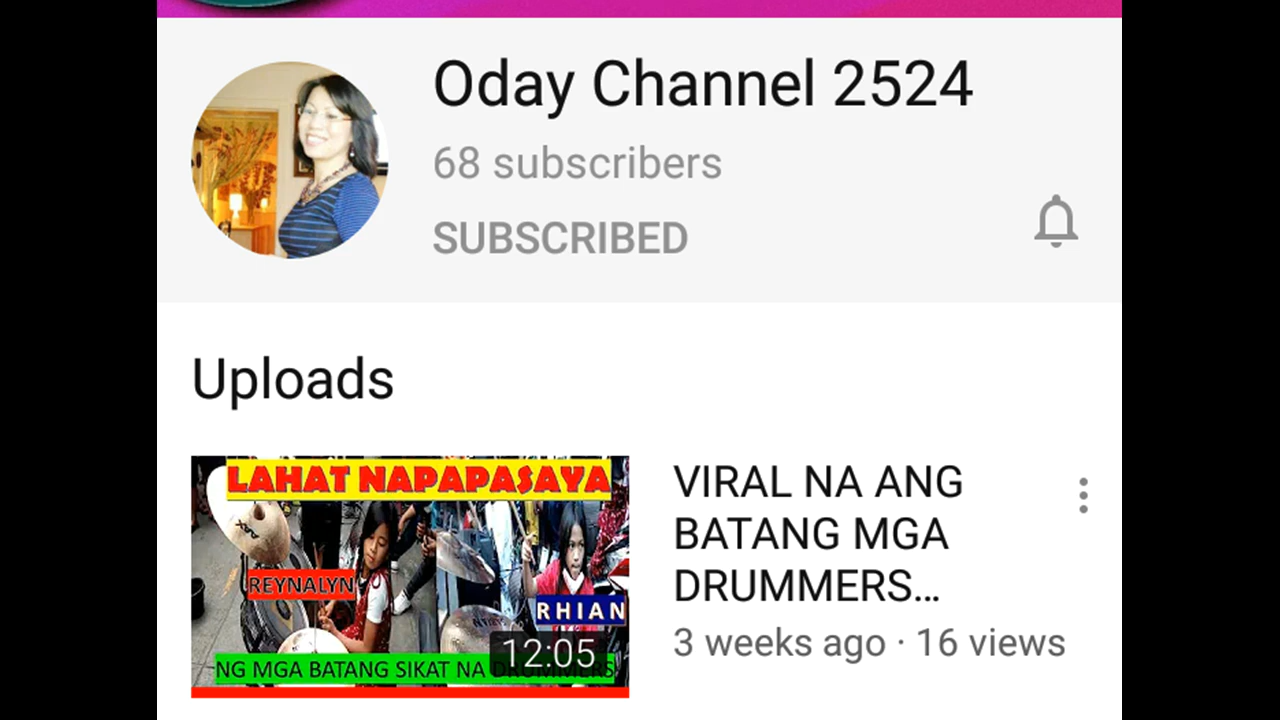 Oday Channel 2524
68 subscribers
SUBSCRIBED
Uploads
LAHAT NAPAPASAYA
REYNALYN
RHIAN
12:05
NG MGA BATANG SIKAT NA DRUMMERS
VIRAL NA ANG
BATANG MGA
DRUMMERS...
3 weeks ago · 16 views